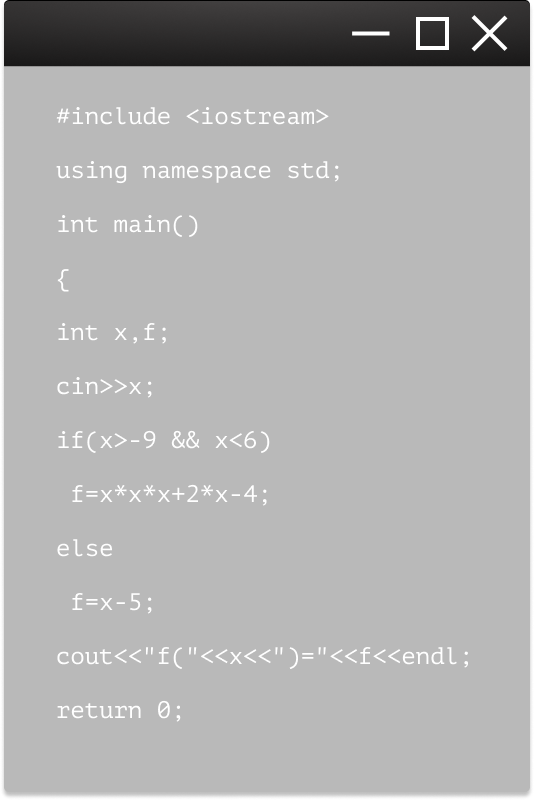 #include <iostream>
using namespace std;
int main()
{
int x,f;
cin>>x;
if(x>-9 && x<6)
 f=x*x*x+2*x-4;
else
 f=x-5;
cout<<"f("<<x<<")="<<f<<endl;
return 0;